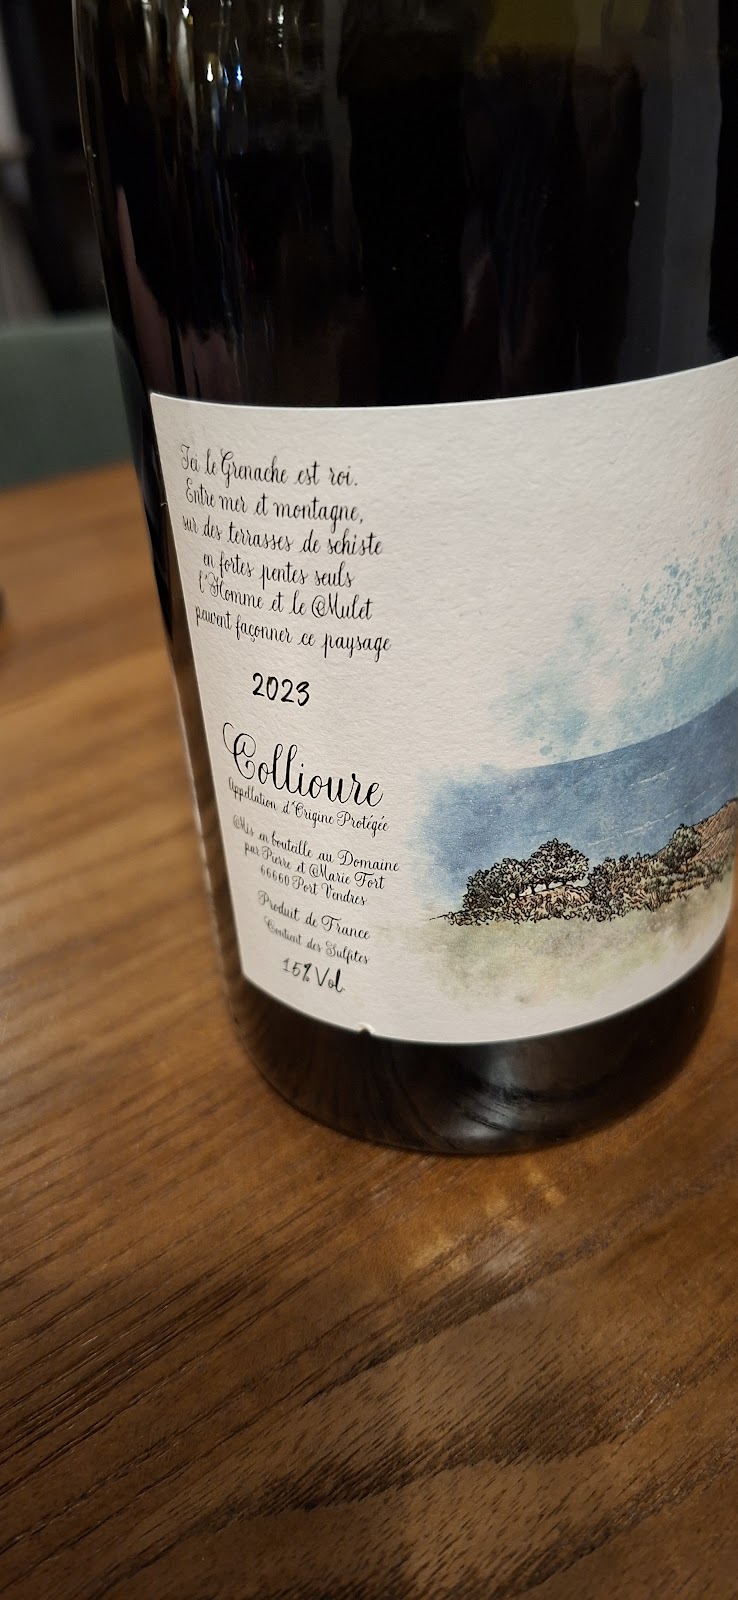 Ici le Grenache est roi.
Entre mer et montagne,
sur des terrasses de schiste
en fortes pentes seuls
l'Homme et le Mulet
peuvent façonner ce paysage
2023
Collioure
Appellation d'Origine Protégée
Mis en bouteille au Domaine
par Pierre et Marie Fort
66660 Port Vendres
Produit de France
Contient des Sulfites
15% Vol.